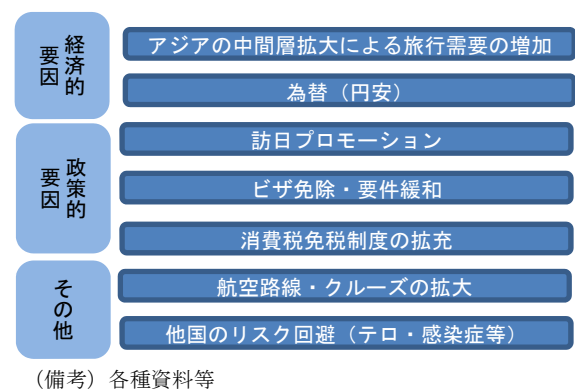 経済的
要因
アジアの中間層拡大による旅行需要の増加
為替（円安）
政策的
要因
訪日プロモーション
ビザ免除・要件緩和
消費税免税制度の拡充
その他
航空路線・クルーズの拡大
他国のリスク回避（テロ・感染症等）
（備考）各種資料等